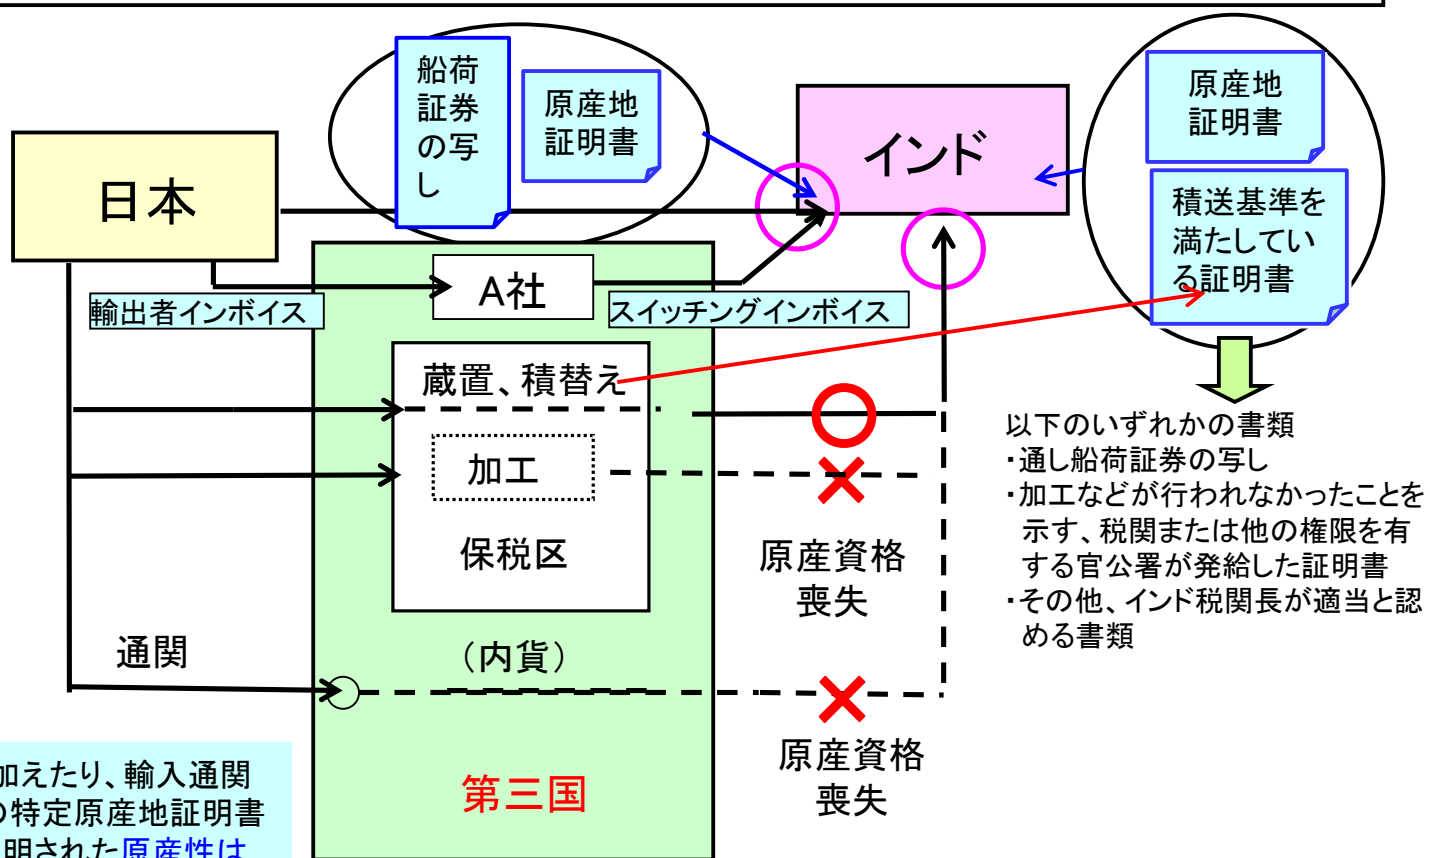 船荷
証券
の写
し
原産地
証明書
日本
インド
原産地
証明書
積送基準を
満たしてい
る証明書
A社
輸出者インボイス
スイッチングインボイス
蔵置、積替え
加工
保税区
原産資格
喪失
以下のいずれかの書類
・通し船荷証券の写し
・加工などが行われなかったことを
示す、税関または他の権限を有
する官公署が発給した証明書
・その他、インド税関長が適当と認
める書類
通関
（内貨）
原産資格
喪失
第三国
加えたり、輸入通関
の特定原産地証明書
明された原産性は